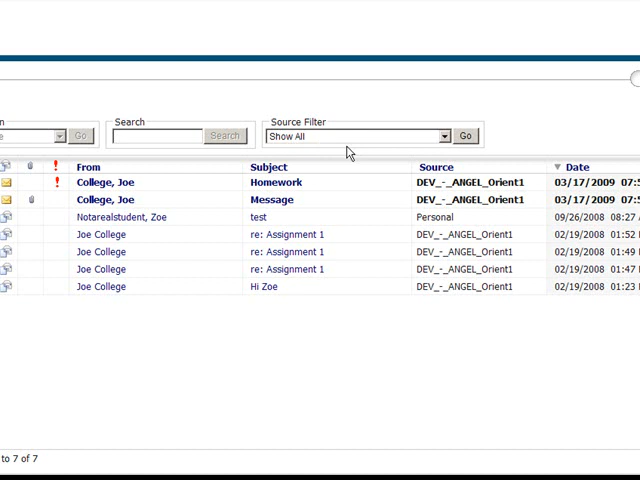 n Search Source Filter
e Go Search Show All Go
From Subject Source Date
College, Joe Homework DEV_-_ANGEL_Orient1 03/17/2009 07:5
College, Joe Message DEV_-_ANGEL_Orient1 03/17/2009 07:5
Notarealstudent, Zoe test Personal 09/26/2008 08:27
Joe College re: Assignment 1 DEV_-_ANGEL_Orient1 02/19/2008 01:52
Joe College re: Assignment 1 DEV_-_ANGEL_Orient1 02/19/2008 01:49
Joe College re: Assignment 1 DEV_-_ANGEL_Orient1 02/19/2008 01:47
Joe College Hi Zoe DEV_-_ANGEL_Orient1 02/19/2008 01:23
to 7 of 7